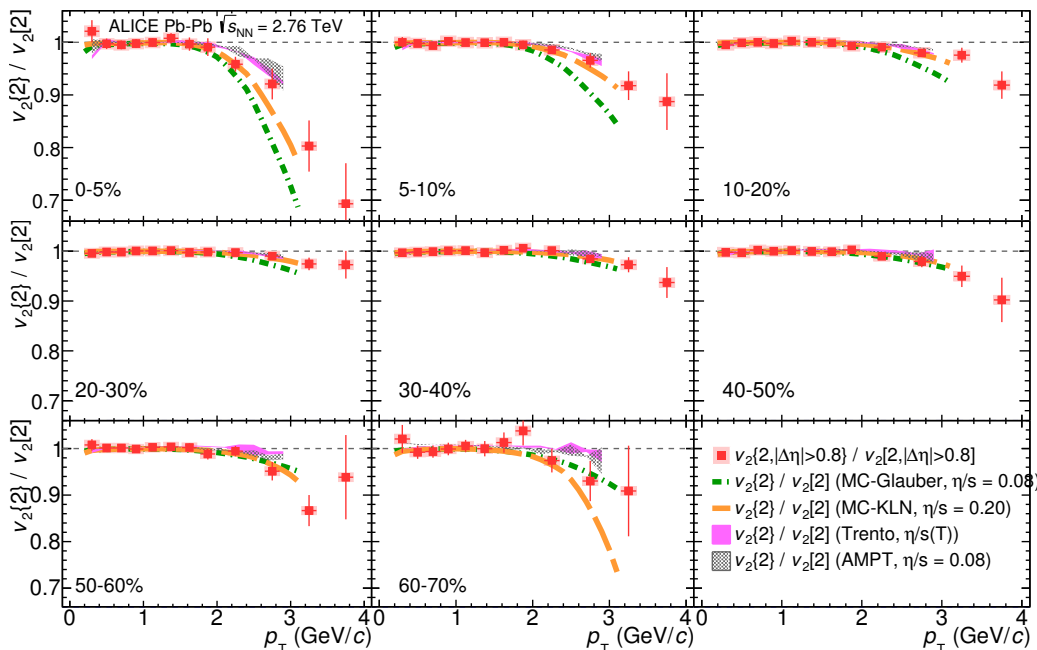 ALICE Pb-Pb √sNN = 2.76 TeV
v2{2} / v2[2]
1
0.9
0.8
0.7
0-5%
5-10%
10-20%
v2{2} / v2[2]
1
0.9
0.8
0.7
20-30%
30-40%
40-50%
v2{2} / v2[2]
1
0.9
0.8
0.7
50-60%
60-70%
v2{2,|Δη|>0.8} / v2[2,|Δη|>0.8]
v2{2} / v2[2] (MC-Glauber, η/s = 0.08)
v2{2} / v2[2] (MC-KLN, η/s = 0.20)
v2{2} / v2[2] (Trento, η/s(T))
v2{2} / v2[2] (AMPT, η/s = 0.08)
0 1 2 3 4 0 1 2 3 4 0 1 2 3 4
pT (GeV/c) pT (GeV/c) pT (GeV/c)